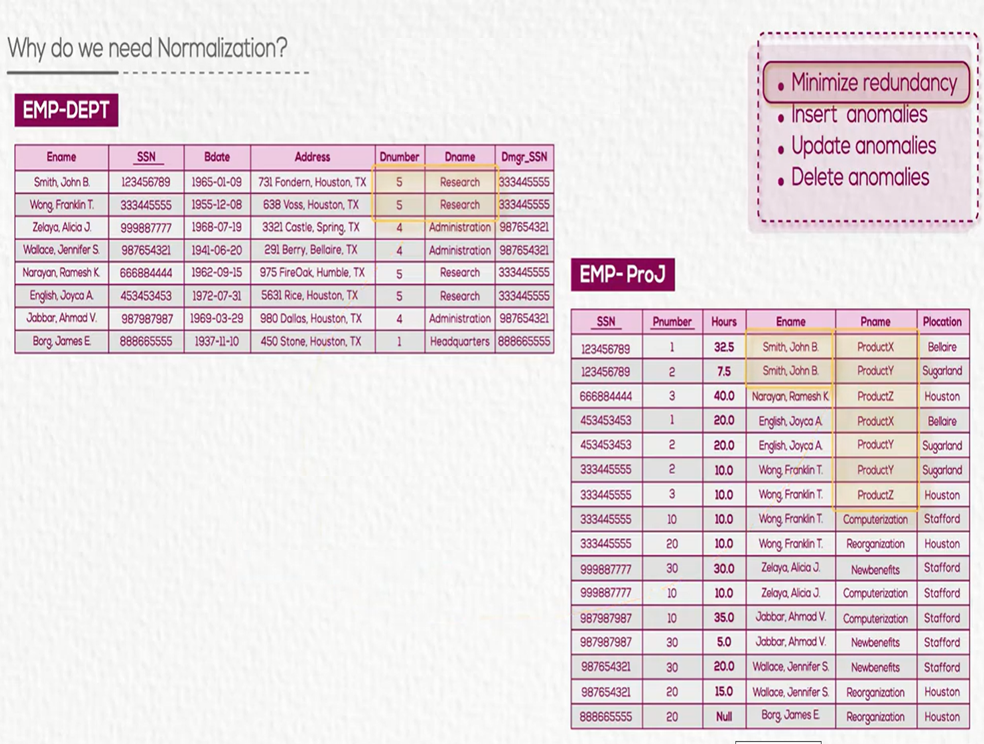 Why do we need Normalization?
• Minimize redundancy
• Insert anomalies
• Update anomalies
• Delete anomalies
EMP-DEPT
Ename SSN Bdate Address Dnumber Dname Dmgr_SSN
Smith, John B. 123456789 1965-01-09 731 Fondern, Houston, TX 5 Research 333445555
Wong, Franklin T. 333445555 1955-12-08 638 Voss, Houston, TX 5 Research 333445555
Zelaya, Alicia J. 999887777 1968-07-19 3321 Castle, Spring, TX 4 Administration 987654321
Wallace, Jennifer S. 987654321 1941-06-20 291 Berry, Bellaire, TX 4 Administration 987654321
Narayan, Ramesh K. 666884444 1962-09-15 975 FireOak, Humble, TX 5 Research 333445555
English, Joyca A. 453453453 1972-07-31 5631 Rice, Houston, TX 5 Research 333445555
Jabbar, Ahmad V. 987987987 1969-03-29 980 Dallas, Houston, TX 4 Administration 987654321
Borg, James E. 888665555 1937-11-10 450 Stone, Houston, TX 1 Headquarters 888665555
EMP- ProJ
SSN Pnumber Hours Ename Pname Plocation
123456789 1 32.5 Smith, John B. ProductX Bellaire
123456789 2 7.5 Smith, John B. ProductY Sugarland
666884444 3 40.0 Narayan, Ramesh K. ProductZ Houston
453453453 1 20.0 English, Joyca A. ProductX Bellaire
453453453 2 20.0 English, Joyca A. ProductY Sugarland
333445555 2 10.0 Wong, Franklin T. ProductY Sugarland
333445555 3 10.0 Wong, Franklin T. ProductZ Houston
333445555 10 10.0 Wong, Franklin T. Computerization Stafford
333445555 20 10.0 Wong, Franklin T. Reorganization Houston
999887777 30 30.0 Zelaya, Alicia J. Newbenefits Stafford
999887777 10 10.0 Zelaya, Alicia J. Computerization Stafford
987987987 10 35.0 Jabbar, Ahmad V. Computerization Stafford
987987987 30 5.0 Jabbar, Ahmad V. Newbenefits Stafford
987654321 30 20.0 Wallace, Jennifer S. Newbenefits Stafford
987654321 20 15.0 Wallace, Jennifer S. Reorganization Houston
888665555 20 Null Borg, James E. Reorganization Houston